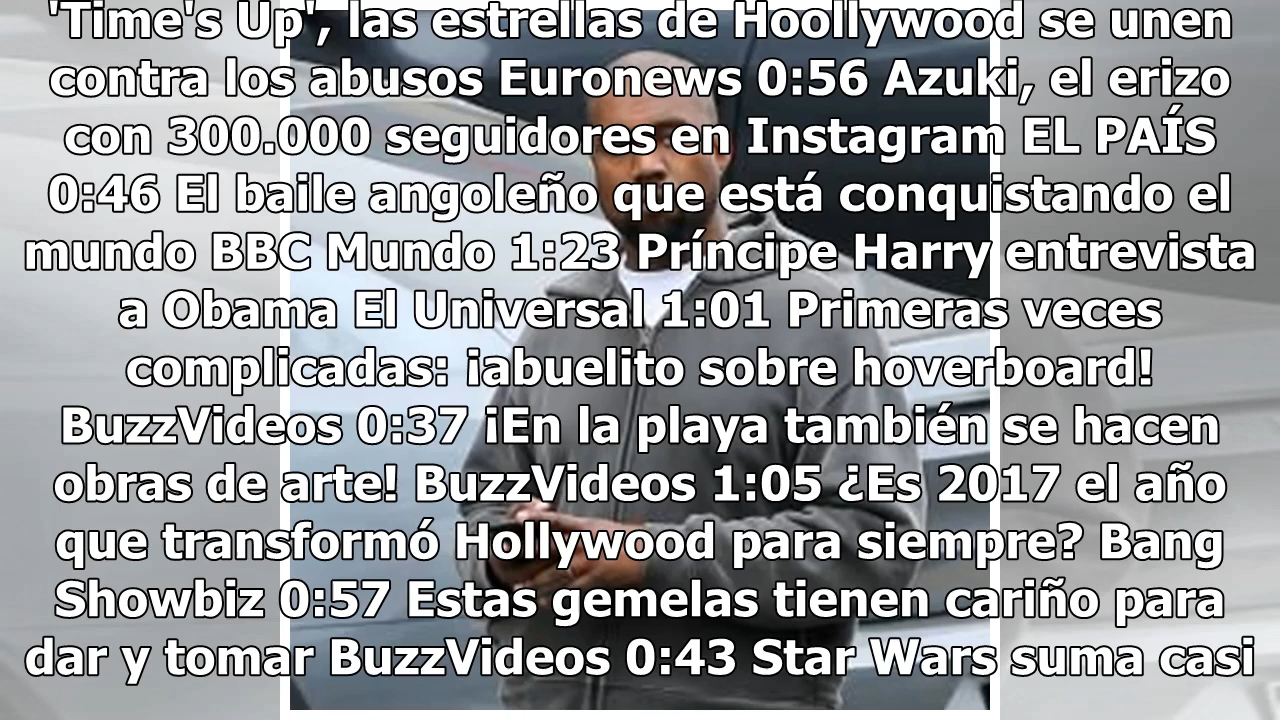 'Time's Up', las estrellas de Hoollywood se unen
contra los abusos Euronews 0:56 Azuki, el erizo
con 300.000 seguidores en Instagram EL PAÍS
0:46 El baile angoleño que está conquistando el
mundo BBC Mundo 1:23 Príncipe Harry entrevista
a Obama El Universal 1:01 Primeras veces
complicadas: ¡abuelito sobre hoverboard!
BuzzVideos 0:37 ¡En la playa también se hacen
obras de arte! BuzzVideos 1:05 ¿Es 2017 el año
que transformó Hollywood para siempre? Bang
Showbiz 0:57 Estas gemelas tienen cariño para
dar y tomar BuzzVideos 0:43 Star Wars suma casi